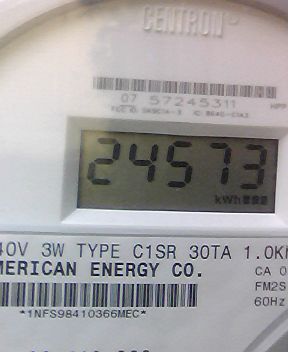 CENTRON
07 57245311
24573
kWh
40V 3W TYPE C1SR 30TA 1.0K
MERICAN ENERGY CO.
CA 0
FM2S
60Hz
*1NFS98410366MEC*